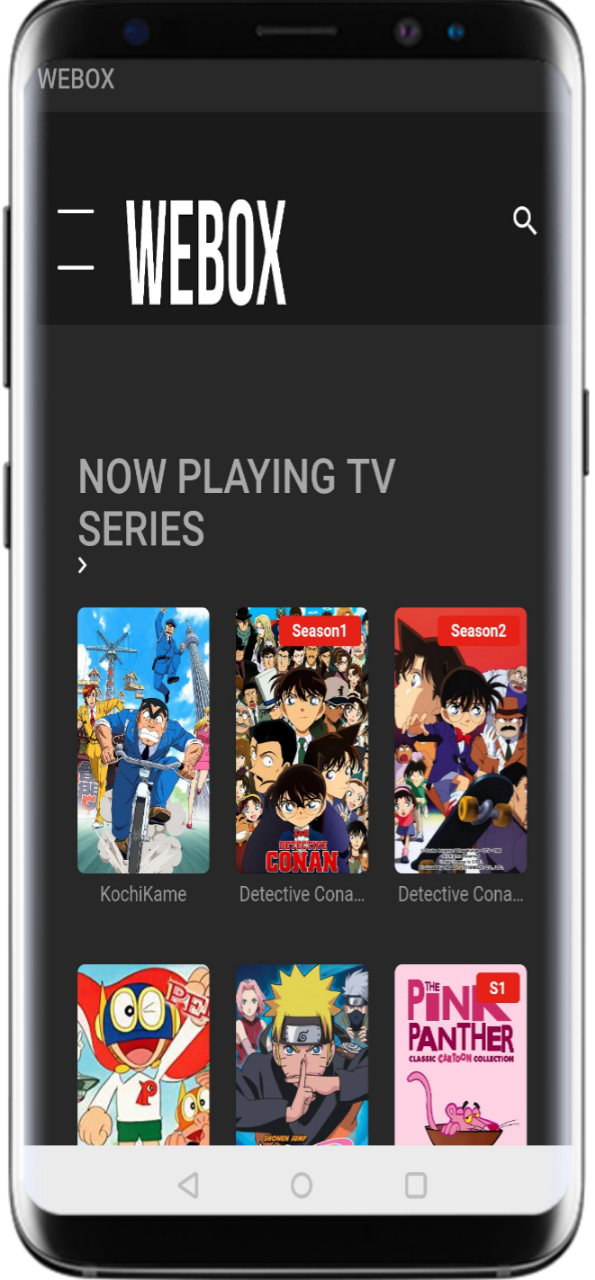 WEBOX
WEBOX
NOW PLAYING TV
SERIES
Season1
Season2
DETECTIVE
CONAN
KochiKame
Detective Cona...
Detective Cona...
PE
S1
THE
PINK
PANTHER
CLASSIC CARTOON COLLECTION
SHONEN JUMP